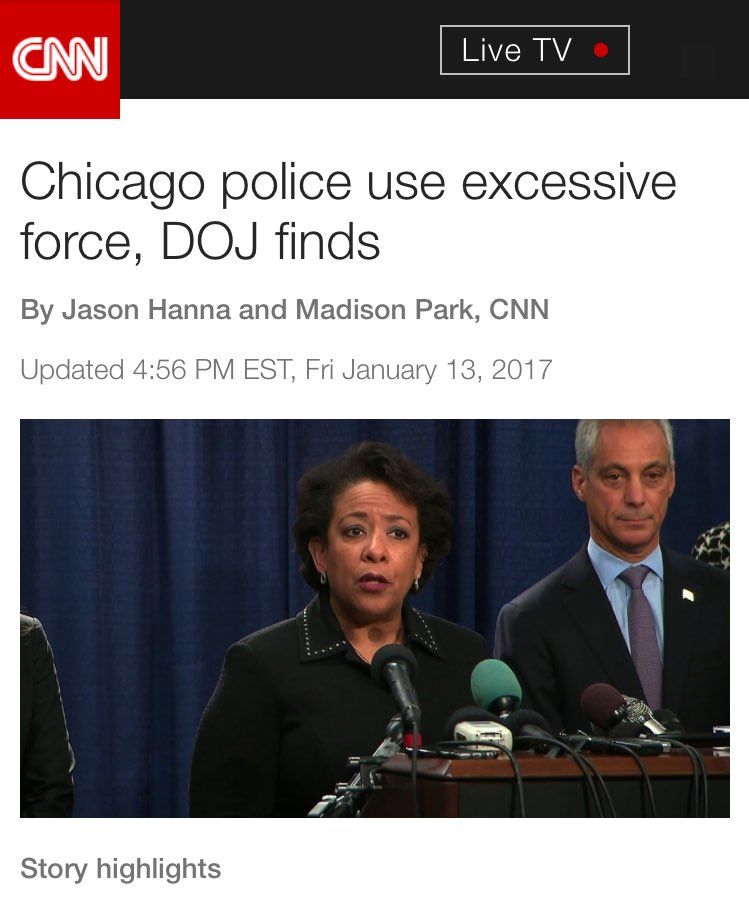 CNN
Live TV
Chicago police use excessive
force, DOJ finds
By Jason Hanna and Madison Park, CNN
Updated 4:56 PM EST, Fri January 13, 2017
Story highlights